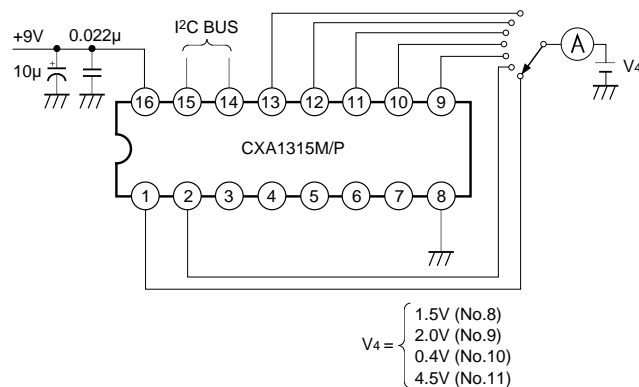 I²C BUS
+9V 0.022μ
10μ
+
A
V4
16 15 14 13 12 11 10 9
CXA1315M/P
1 2 3 4 5 6 7 8
V4 =
1.5V (No.8)
2.0V (No.9)
0.4V (No.10)
4.5V (No.11)